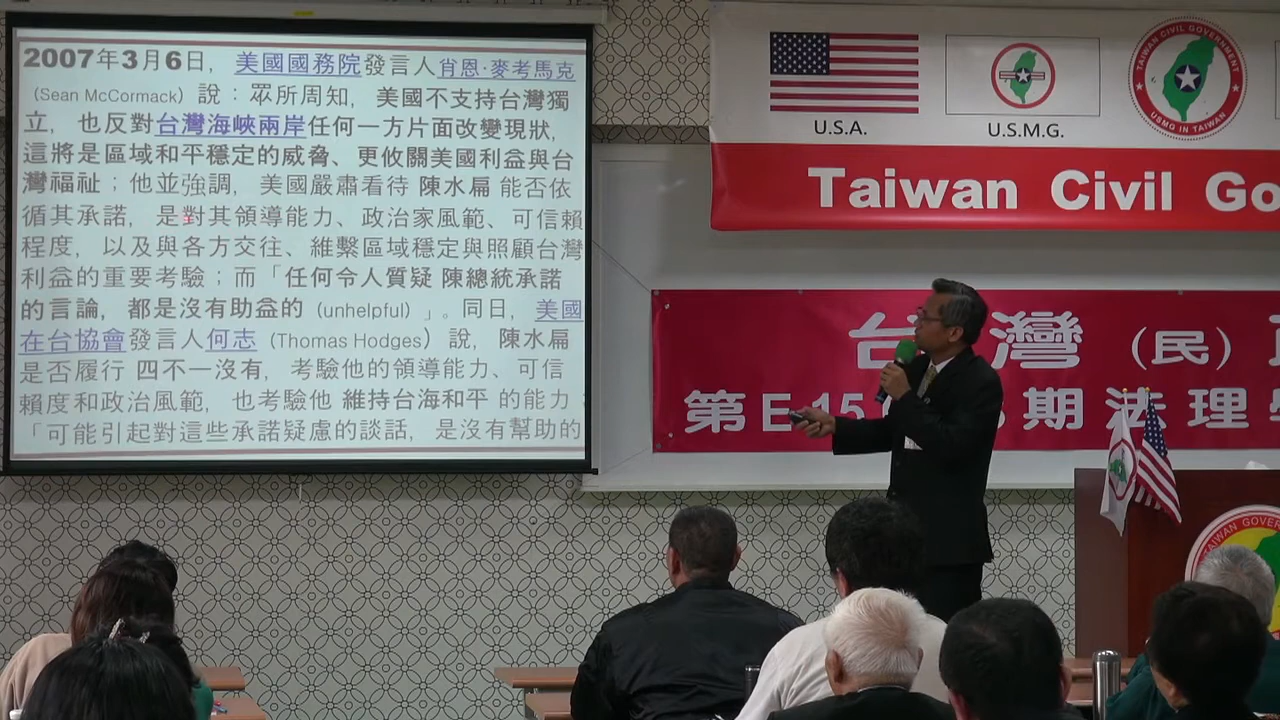 2007年3月6日，美國國務院發言人肖恩·麥考馬克
（Sean McCormack）說：眾所周知，美國不支持台灣獨
立，也反對台灣海峽兩岸任何一方片面改變現狀，
這將是區域和平穩定的威脅、更攸關美國利益與台
灣福祉；他並強調，美國嚴肅看待 陳水扁 能否依
循其承諾，是對其領導能力、政治家風範、可信賴
程度，以及與各方交往、維繫區域穩定與照顧台灣
利益的重要考驗；而「任何令人質疑 陳總統承諾
的言論，都是沒有助益的（unhelpful）」。同日，美國
在台協會發言人何志（Thomas Hodges）說，陳水扁
是否履行 四不一沒有，考驗他的領導能力、可信
賴度和政治風範，也考驗他 維持台海和平 的能力；
「可能引起對這些承諾疑慮的談話，是沒有幫助的
U.S.A.
U.S.M.G.
TAIWAN CIVIL GOVERNMENT
USMG IN TAIWAN
Taiwan Civil Go
台灣（民）
第E 15 期法理學
TAIWAN GOVER